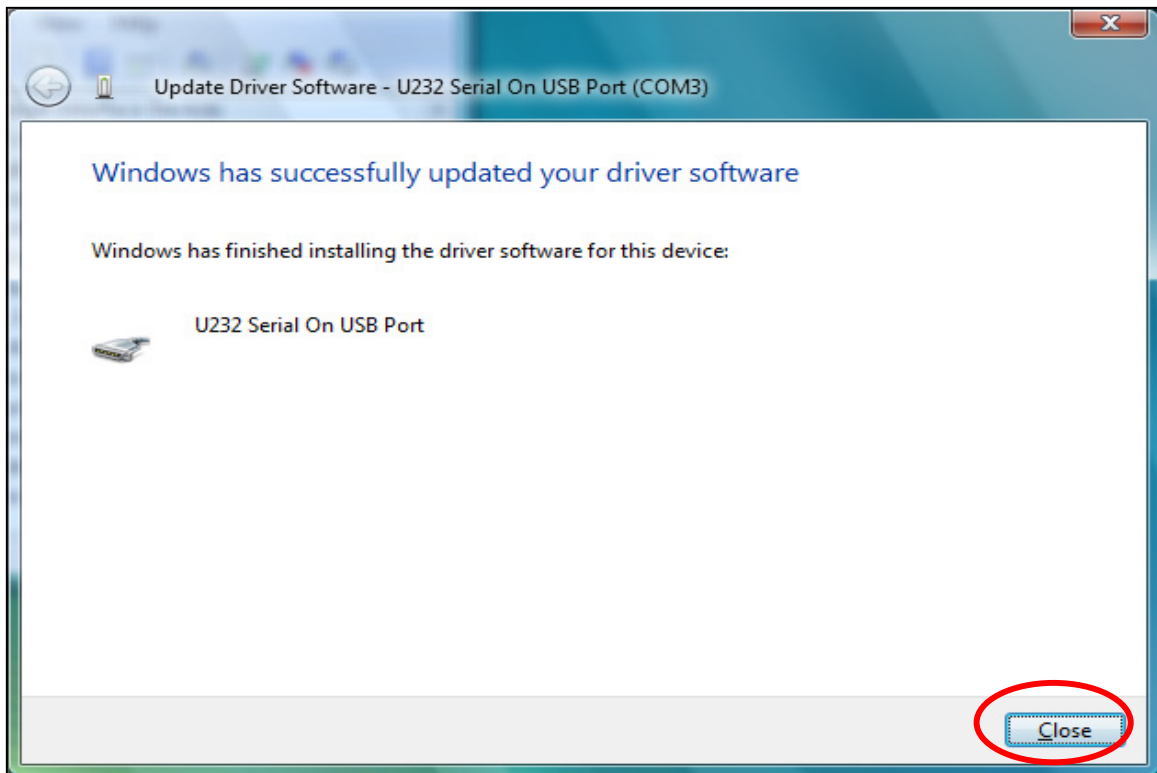 Update Driver Software - U232 Serial On USB Port (COM3)
Windows has successfully updated your driver software
Windows has finished installing the driver software for this device:
U232 Serial On USB Port
Close